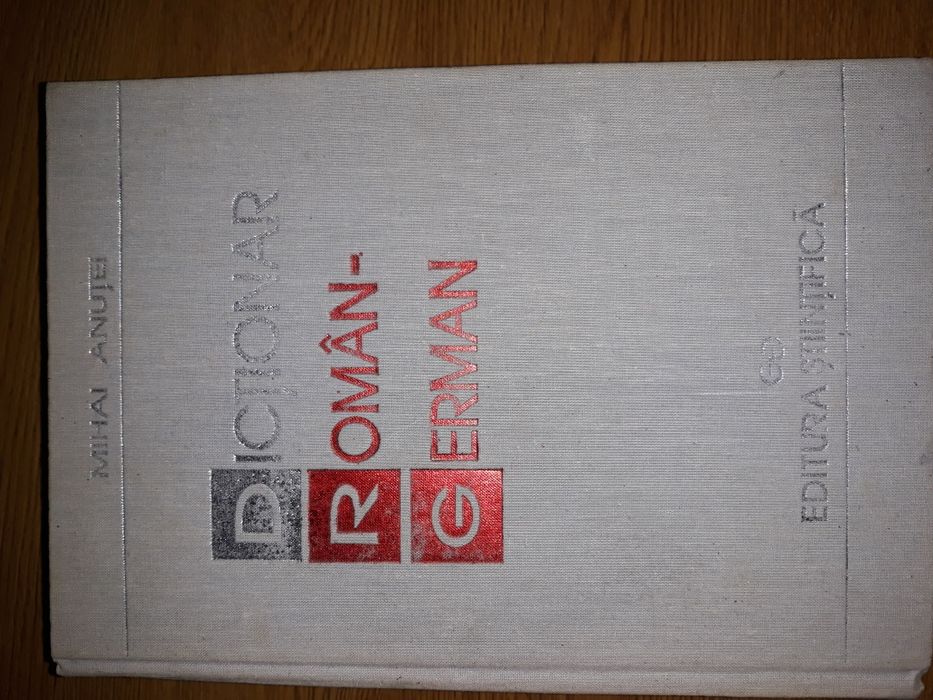 MIHAI ANUȚEI
DICȚIONAR
ROMÂN-
GERMAN
EDITURA ȘTIINȚIFICĂ